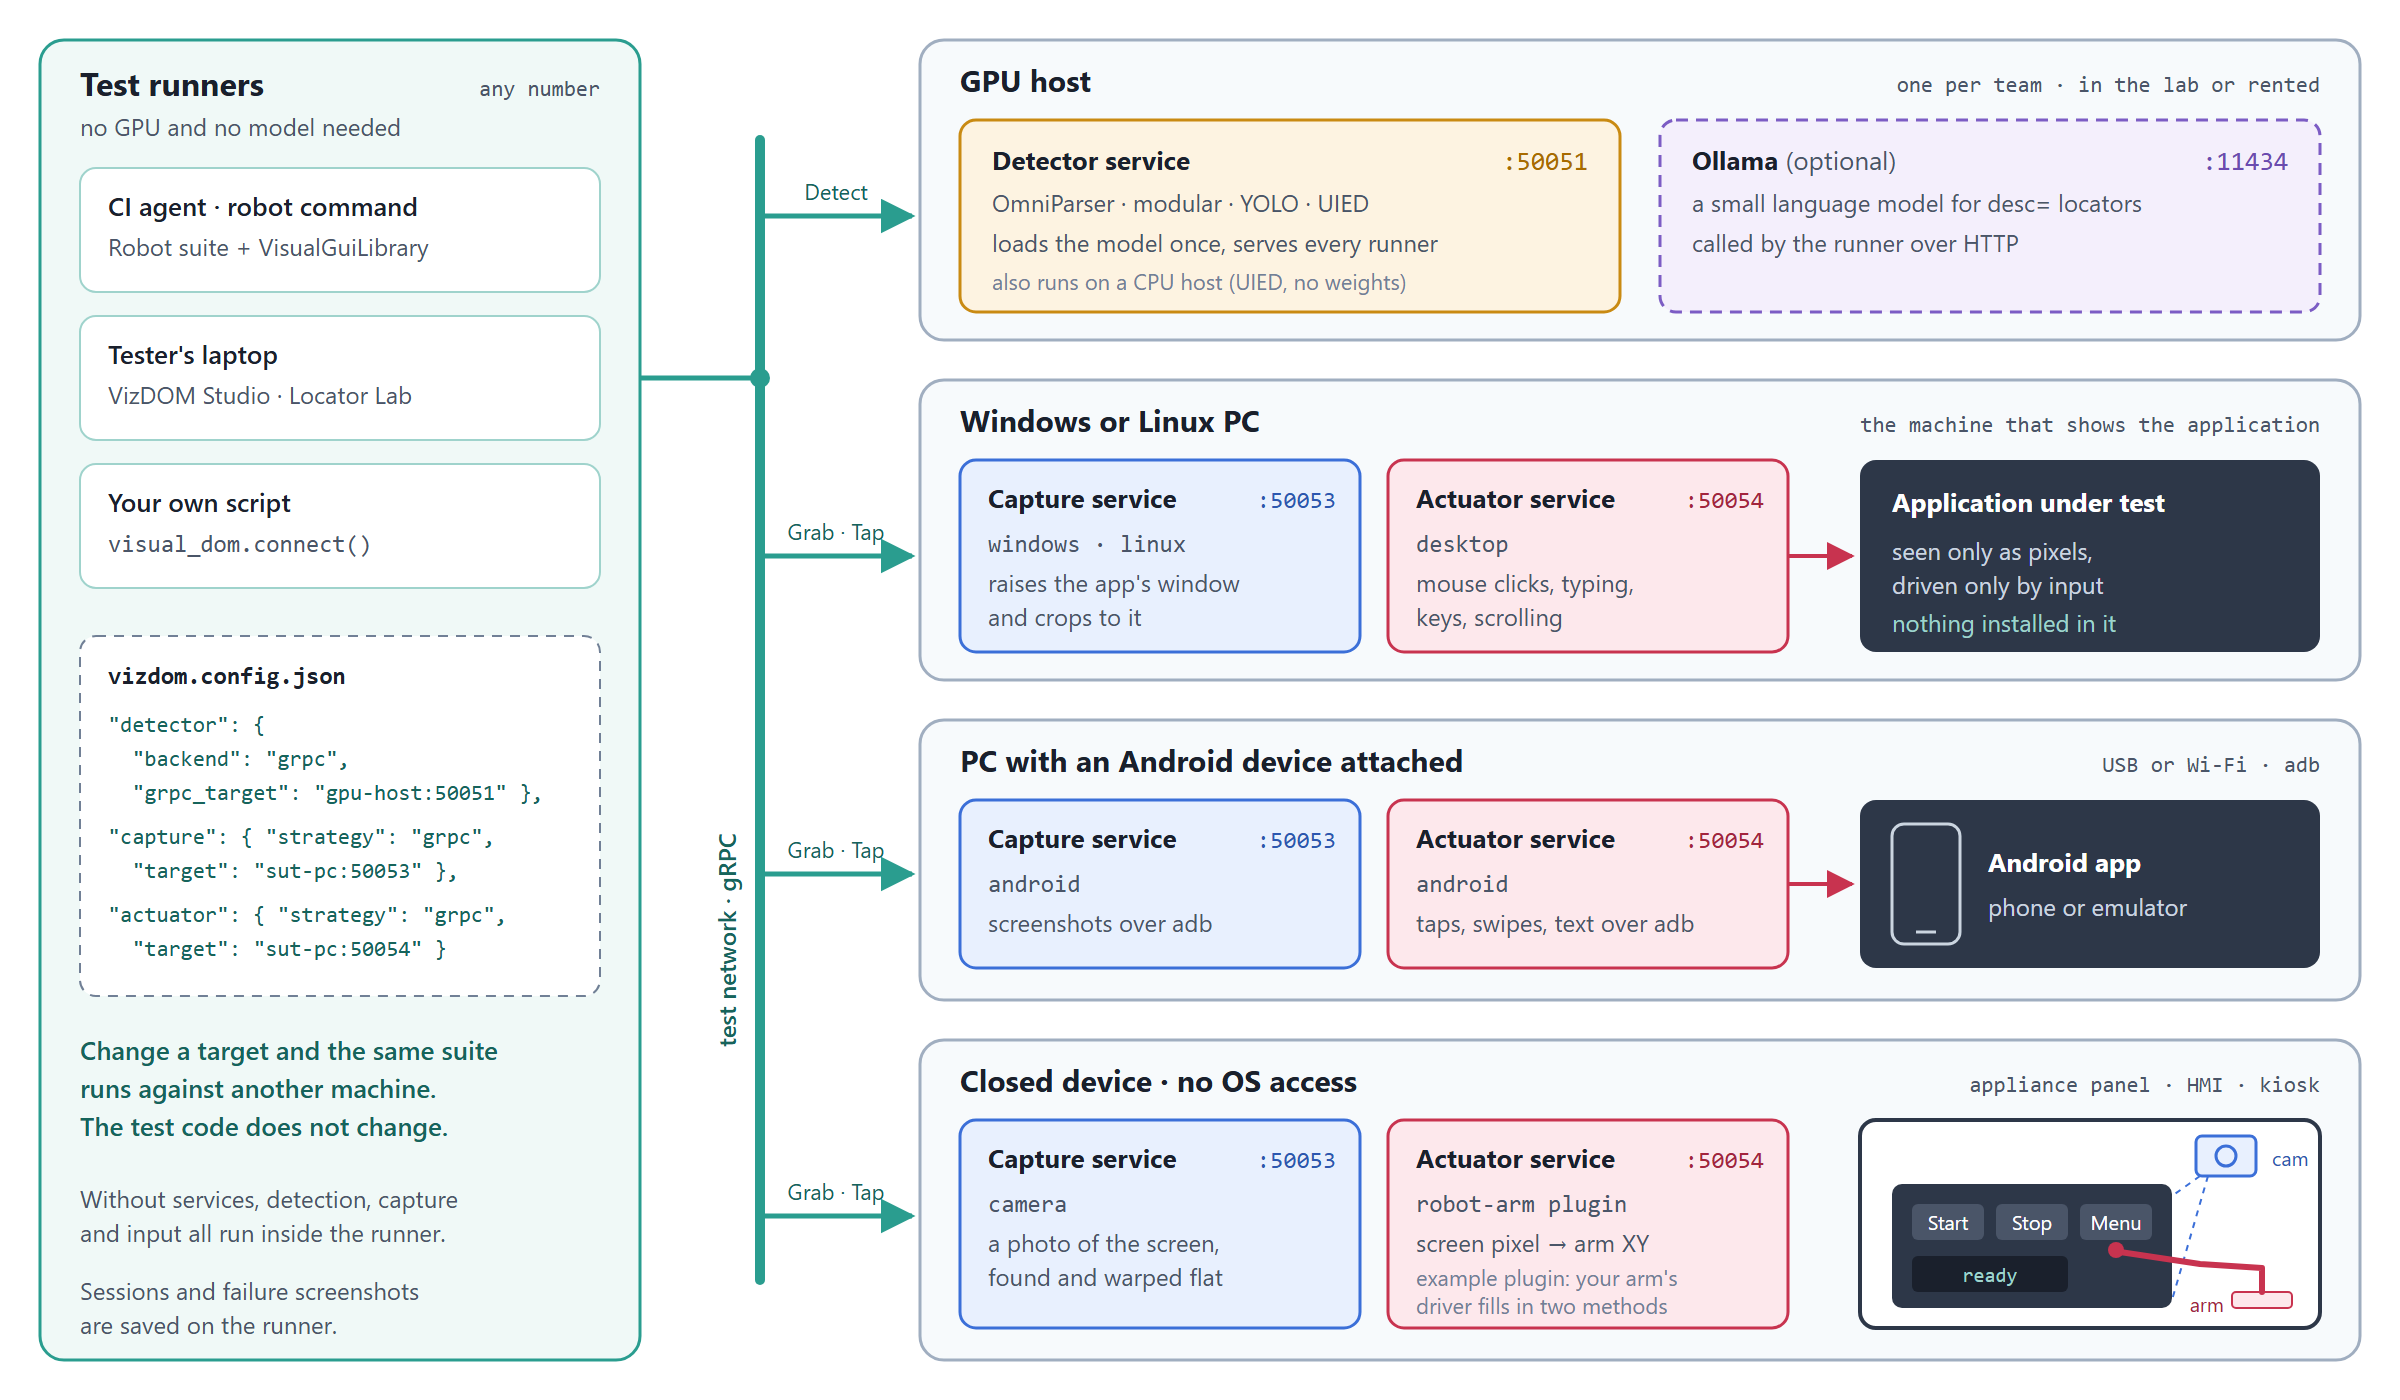 Test runners
any number
no GPU and no model needed
CI agent · robot command
Robot suite + VisualGuiLibrary
Tester's laptop
VizDOM Studio · Locator Lab
Your own script
visual_dom.connect()
vizdom.config.json
"detector": {
"backend": "grpc",
"grpc_target": "gpu-host:50051" },
"capture": { "strategy": "grpc",
"target": "sut-pc:50053" },
"actuator": { "strategy": "grpc",
"target": "sut-pc:50054" }
Change a target and the same suite
runs against another machine.
The test code does not change.
Without services, detection, capture
and input all run inside the runner.
Sessions and failure screenshots
are saved on the runner.
test network · gRPC
Detect
Grab · Tap
Grab · Tap
Grab · Tap
GPU host
one per team · in the lab or rented
Detector service
:50051
OmniParser · modular · YOLO · UIED
loads the model once, serves every runner
also runs on a CPU host (UIED, no weights)
Ollama (optional)
:11434
a small language model for desc= locators
called by the runner over HTTP
Windows or Linux PC
the machine that shows the application
Capture service
:50053
windows · linux
raises the app's window
and crops to it
Actuator service
:50054
desktop
mouse clicks, typing,
keys, scrolling
Application under test
seen only as pixels,
driven only by input
nothing installed in it
PC with an Android device attached
USB or Wi-Fi · adb
Capture service
:50053
android
screenshots over adb
Actuator service
:50054
android
taps, swipes, text over adb
Android app
phone or emulator
Closed device · no OS access
appliance panel · HMI · kiosk
Capture service
:50053
camera
a photo of the screen,
found and warped flat
Actuator service
:50054
robot-arm plugin
screen pixel → arm XY
example plugin: your arm's
driver fills in two methods
cam
Start
Stop
Menu
ready
arm